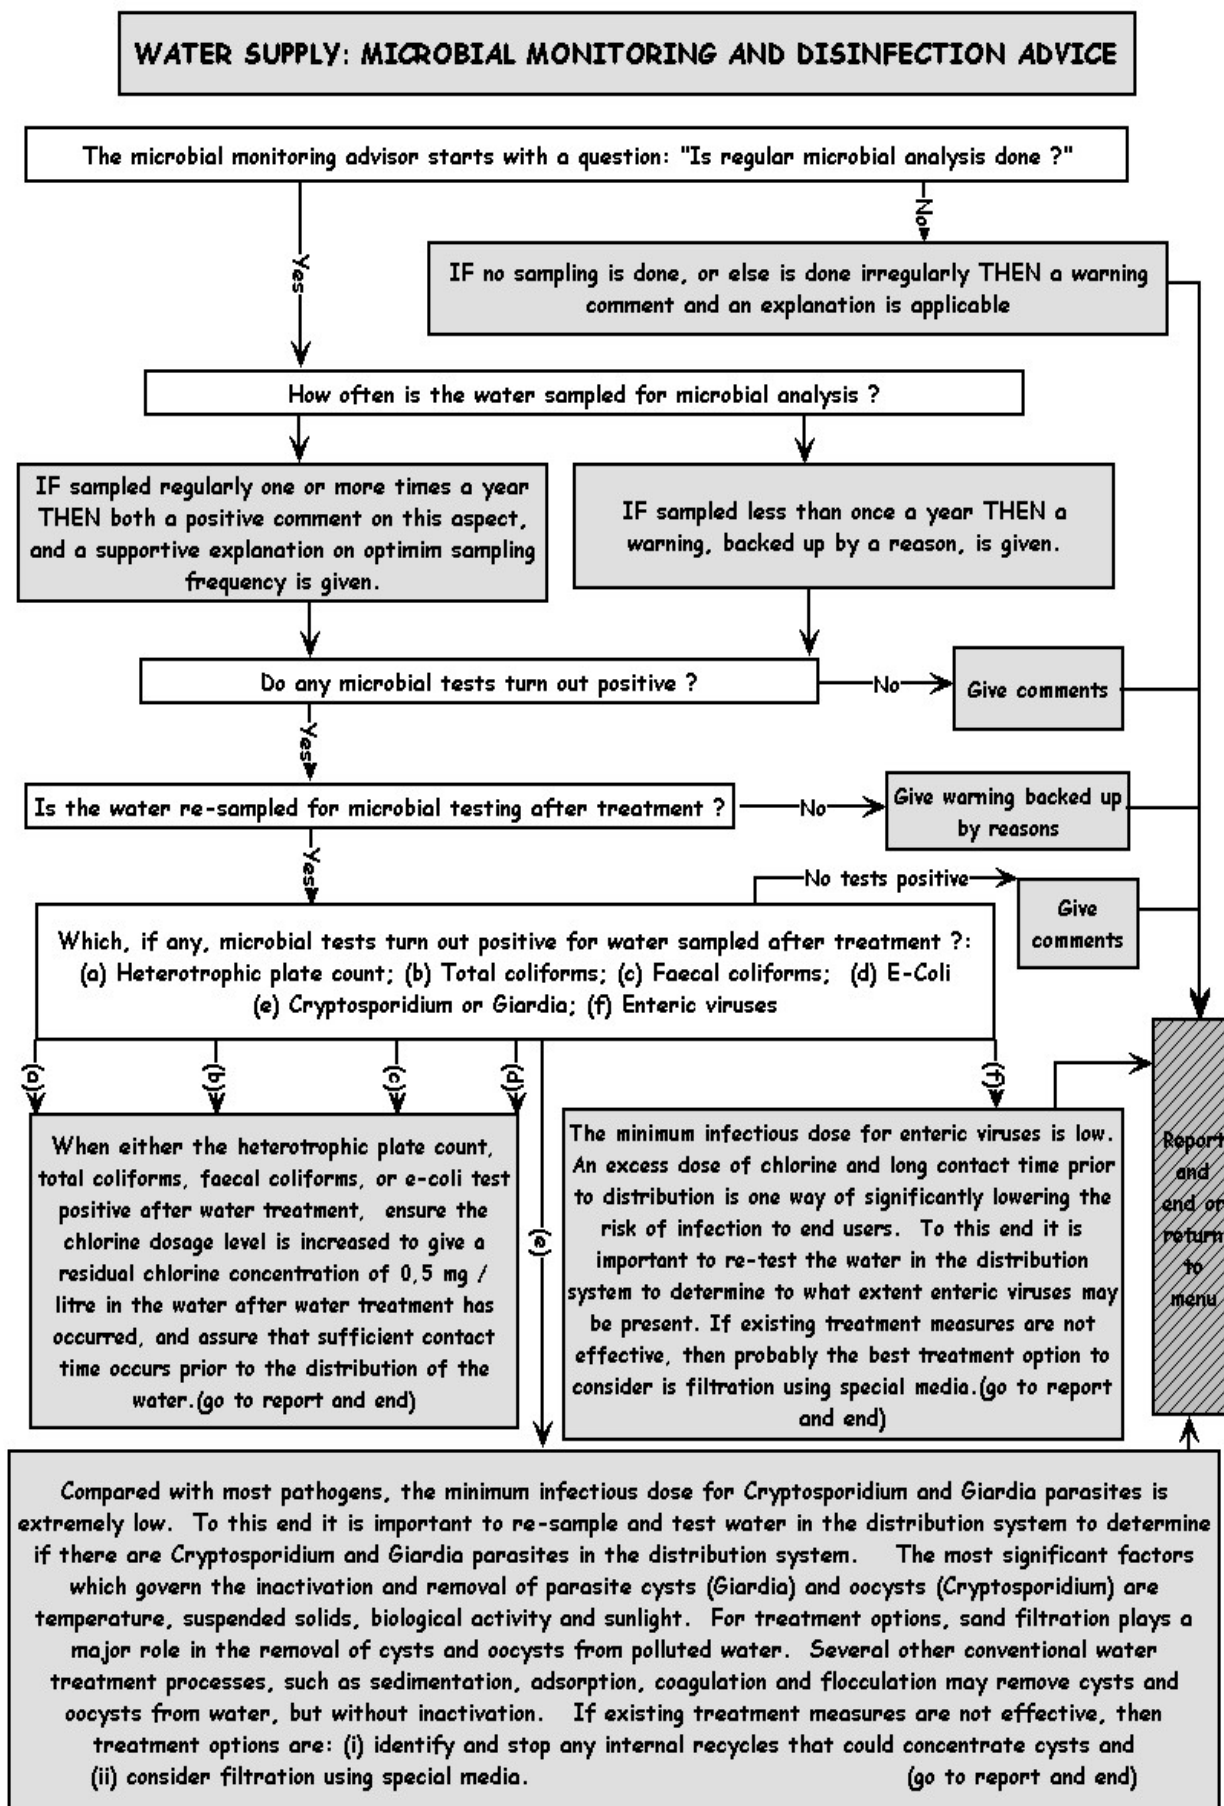 WATER SUPPLY: MICROBIAL MONITORING AND DISINFECTION ADVICE
The microbial monitoring advisor starts with a question: "Is regular microbial analysis done ?"
No
Yes
IF no sampling is done, or else is done irregularly THEN a warning
comment and an explanation is applicable
How often is the water sampled for microbial analysis ?
IF sampled regularly one or more times a year
THEN both a positive comment on this aspect,
and a supportive explanation on optimim sampling
frequency is given.
IF sampled less than once a year THEN a
warning, backed up by a reason, is given.
Do any microbial tests turn out positive ?
No
Give comments
Yes
Is the water re-sampled for microbial testing after treatment ?
No
Give warning backed up
by reasons
Yes
No tests positive
Give
comments
Which, if any, microbial tests turn out positive for water sampled after treatment ?:
(a) Heterotrophic plate count; (b) Total coliforms; (c) Faecal coliforms; (d) E-Coli
(e) Cryptosporidium or Giardia; (f) Enteric viruses
(a)
(b)
(c)
(d)
(e)
(f)
When either the heterotrophic plate count,
total coliforms, faecal coliforms, or e-coli test
positive after water treatment, ensure the
chlorine dosage level is increased to give a
residual chlorine concentration of 0,5 mg /
litre in the water after water treatment has
occurred, and assure that sufficient contact
time occurs prior to the distribution of the
water.(go to report and end)
The minimum infectious dose for enteric viruses is low.
An excess dose of chlorine and long contact time prior
to distribution is one way of significantly lowering the
risk of infection to end users. To this end it is
important to re-test the water in the distribution
system to determine to what extent enteric viruses may
be present. If existing treatment measures are not
effective, then probably the best treatment option to
consider is filtration using special media.(go to report
and end)
Report
and
end or
return
to
menu
Compared with most pathogens, the minimum infectious dose for Cryptosporidium and Giardia parasites is
extremely low. To this end it is important to re-sample and test water in the distribution system to determine
if there are Cryptosporidium and Giardia parasites in the distribution system. The most significant factors
which govern the inactivation and removal of parasite cysts (Giardia) and oocysts (Cryptosporidium) are
temperature, suspended solids, biological activity and sunlight. For treatment options, sand filtration plays a
major role in the removal of cysts and oocysts from polluted water. Several other conventional water
treatment processes, such as sedimentation, adsorption, coagulation and flocculation may remove cysts and
oocysts from water, but without inactivation. If existing treatment measures are not effective, then
treatment options are: (i) identify and stop any internal recycles that could concentrate cysts and
(ii) consider filtration using special media. (go to report and end)